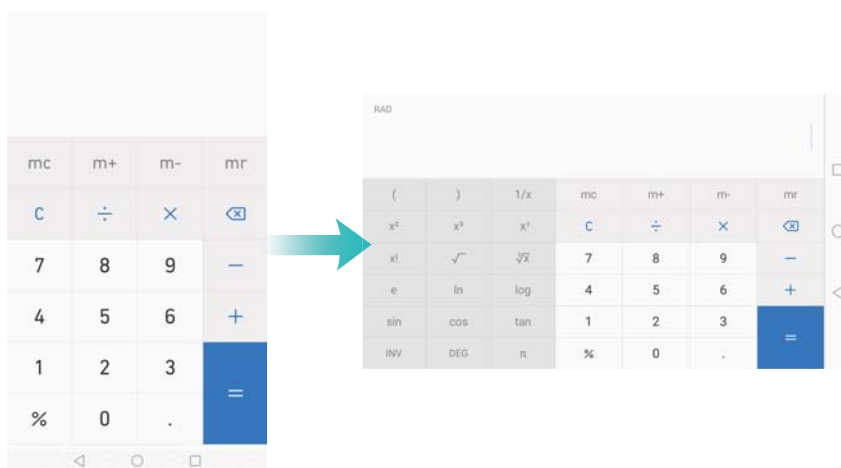 mc m+ m- mr
C ÷ ×
7 8 9 −
4 5 6 +
1 2 3
=
% 0 .
RAD
( ) 1/x mc m+ m- mr
x² x³ xʸ C ÷ ×
x! √ ʸ√x 7 8 9 −
e ln log 4 5 6 +
sin cos tan 1 2 3
=
INV DEG π % 0 .